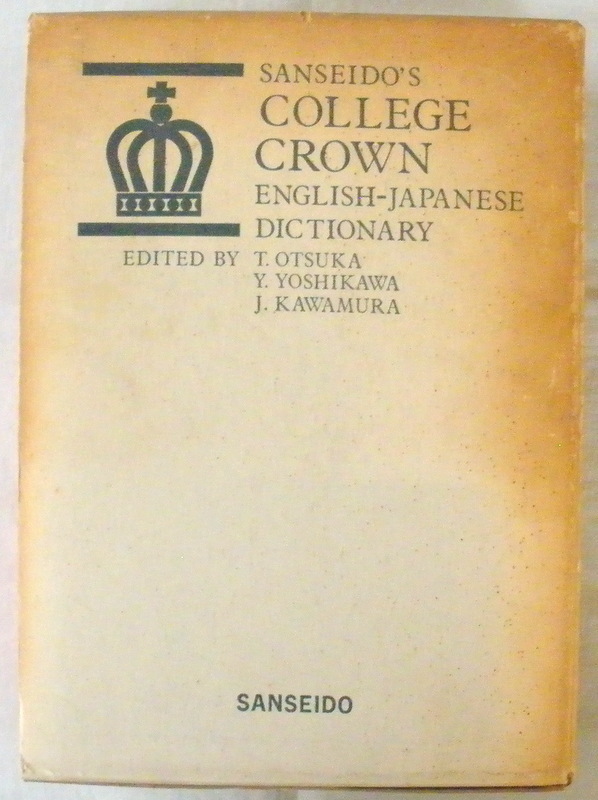 SANSEIDO'S
COLLEGE
CROWN
ENGLISH-JAPANESE
DICTIONARY
EDITED BY T. OTSUKA
Y. YOSHIKAWA
J. KAWAMURA
SANSEIDO